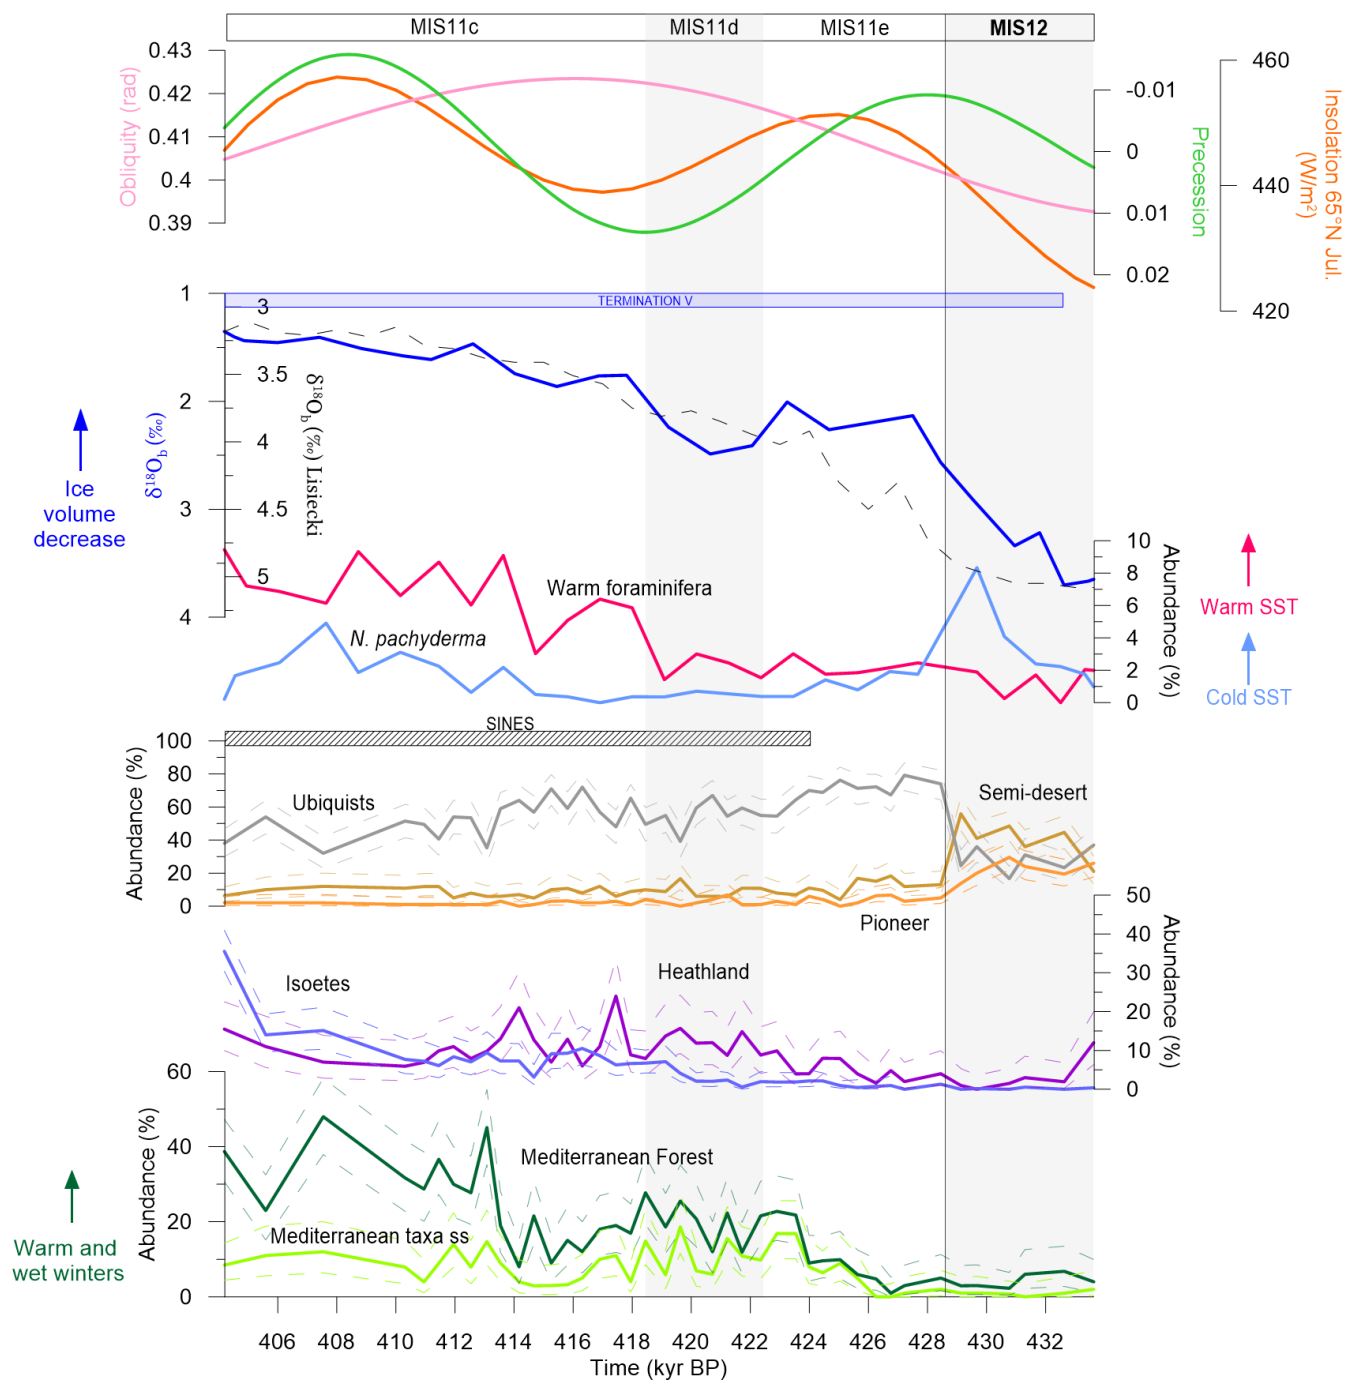 MIS11c MIS11d MIS11e MIS12
0.43
0.42
0.41
0.4
0.39
Obliquity (rad)
-0.01
0
0.01
0.02
Precession
460
440
420
Insolation 65°N Jul.
(W/m²)
TERMINATION V
1
2
3
4
δ¹⁸O_b (‰)
3
3.5
4
4.5
5
δ¹⁸O_b (‰) Lisiecki
Ice
volume
decrease
Warm foraminifera
N. pachyderma
10
8
6
4
2
0
Abundance (%)
Warm SST
Cold SST
SINES
100
80
60
40
20
0
Abundance (%)
Ubiquists
Semi-desert
Pioneer
50
40
30
20
10
0
Abundance (%)
Isoetes
Heathland
60
40
20
0
Abundance (%)
Mediterranean Forest
Mediterranean taxa ss
Warm and
wet winters
406 408 410 412 414 416 418 420 422 424 426 428 430 432
Time (kyr BP)